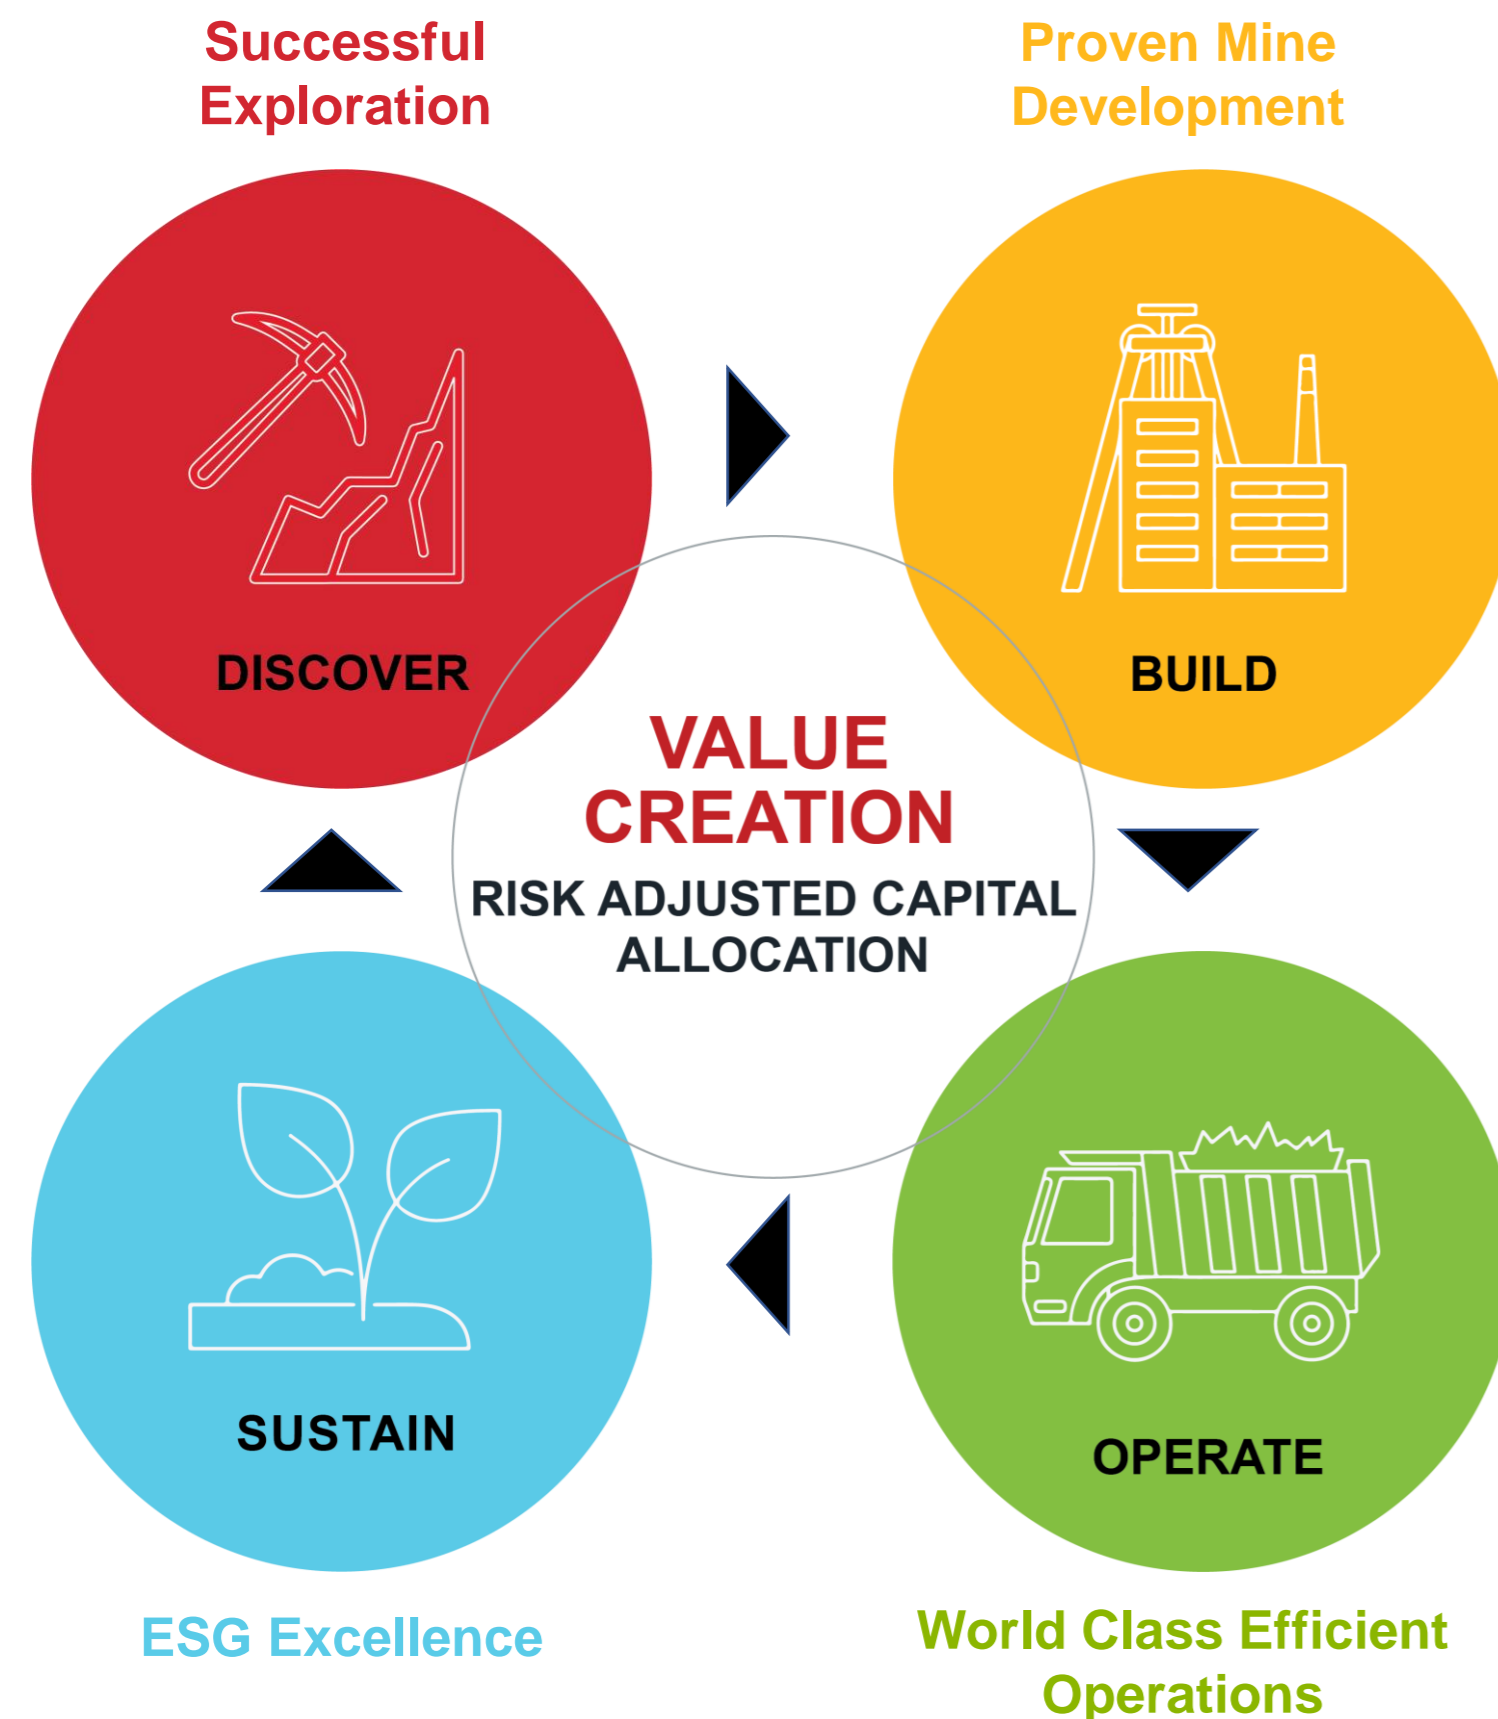 Successful
Exploration
Proven Mine
Development
DISCOVER
BUILD
VALUE
CREATION
RISK ADJUSTED CAPITAL
ALLOCATION
SUSTAIN
OPERATE
ESG Excellence
World Class Efficient
Operations